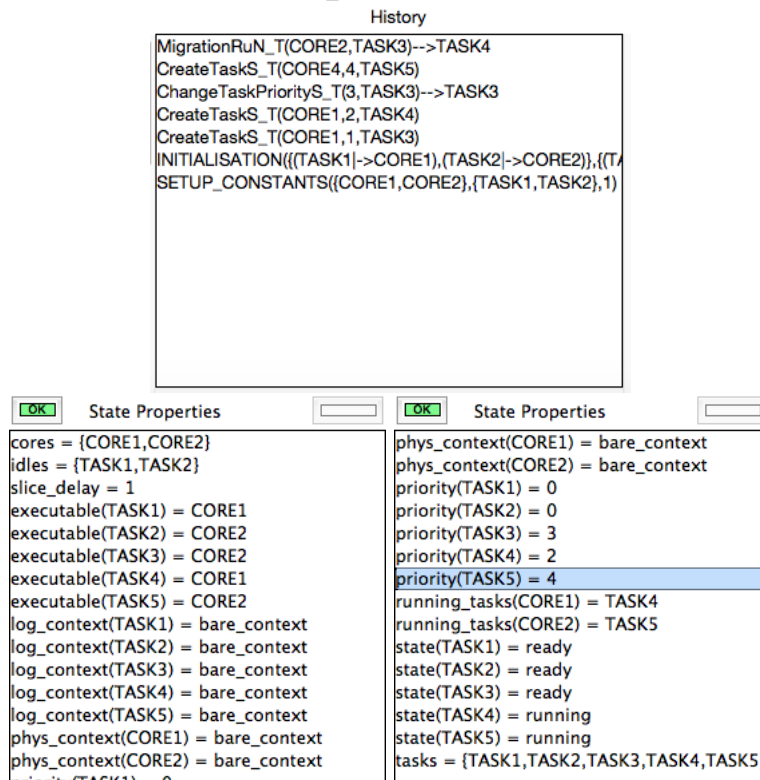 History
MigrationRuN_T(CORE2,TASK3)-->TASK4
CreateTaskS_T(CORE4,4,TASK5)
ChangeTaskPriorityS_T(3,TASK3)-->TASK3
CreateTaskS_T(CORE1,2,TASK4)
CreateTaskS_T(CORE1,1,TASK3)
INITIALISATION({(TASK1|->CORE1),(TASK2|->CORE2)},{(TA
SETUP_CONSTANTS({CORE1,CORE2},{TASK1,TASK2},1)
OK State Properties
cores = {CORE1,CORE2}
idles = {TASK1,TASK2}
slice_delay = 1
executable(TASK1) = CORE1
executable(TASK2) = CORE2
executable(TASK3) = CORE2
executable(TASK4) = CORE1
executable(TASK5) = CORE2
log_context(TASK1) = bare_context
log_context(TASK2) = bare_context
log_context(TASK3) = bare_context
log_context(TASK4) = bare_context
log_context(TASK5) = bare_context
phys_context(CORE1) = bare_context
phys_context(CORE2) = bare_context
priority(TASK1) = 0
OK State Properties
phys_context(CORE1) = bare_context
phys_context(CORE2) = bare_context
priority(TASK1) = 0
priority(TASK2) = 0
priority(TASK3) = 3
priority(TASK4) = 2
priority(TASK5) = 4
running_tasks(CORE1) = TASK4
running_tasks(CORE2) = TASK5
state(TASK1) = ready
state(TASK2) = ready
state(TASK3) = ready
state(TASK4) = running
state(TASK5) = running
tasks = {TASK1,TASK2,TASK3,TASK4,TASK5